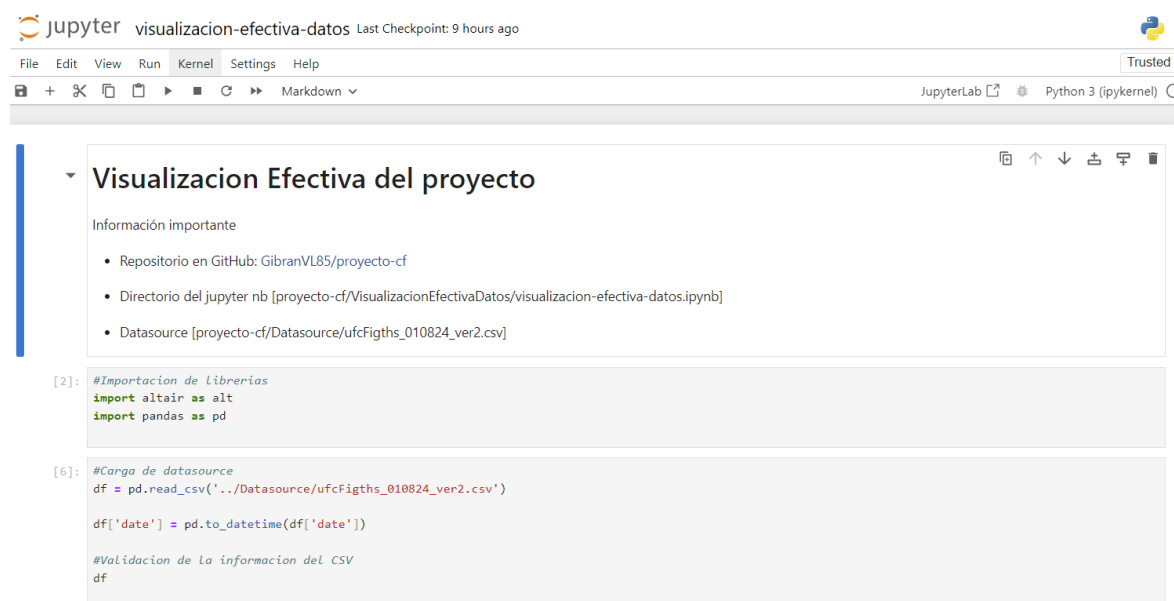 jupyter visualizacion-efectiva-datos Last Checkpoint: 9 hours ago
File Edit View Run Kernel Settings Help Trusted
Markdown JupyterLab Python 3 (ipykernel)
Visualizacion Efectiva del proyecto
Información importante
• Repositorio en GitHub: GibranVL85/proyecto-cf
• Directorio del jupyter nb [proyecto-cf/VisualizacionEfectivaDatos/visualizacion-efectiva-datos.ipynb]
• Datasource [proyecto-cf/Datasource/ufcFigths_010824_ver2.csv]
[2]: #Importacion de librerias
import altair as alt
import pandas as pd
[6]: #Carga de datasource
df = pd.read_csv('../Datasource/ufcFigths_010824_ver2.csv')
df['date'] = pd.to_datetime(df['date'])
#Validacion de la informacion del CSV
df